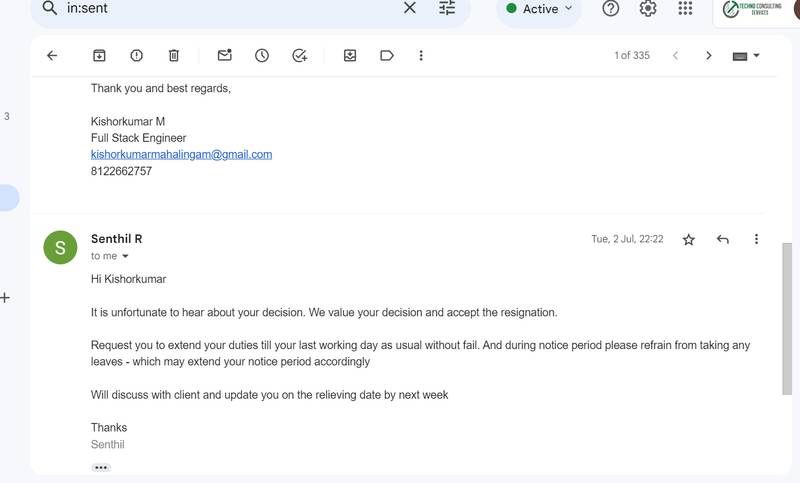 in:sent
Active
TECHNO CONSULTING
SERVICES
1 of 335
Thank you and best regards,
3
Kishorkumar M
Full Stack Engineer
kishorkumarmahalingam@gmail.com
8122662757
S
Senthil R
Tue, 2 Jul, 22:22
to me
Hi Kishorkumar
It is unfortunate to hear about your decision. We value your decision and accept the resignation.
Request you to extend your duties till your last working day as usual without fail. And during notice period please refrain from taking any
leaves - which may extend your notice period accordingly
Will discuss with client and update you on the relieving date by next week
Thanks
Senthil